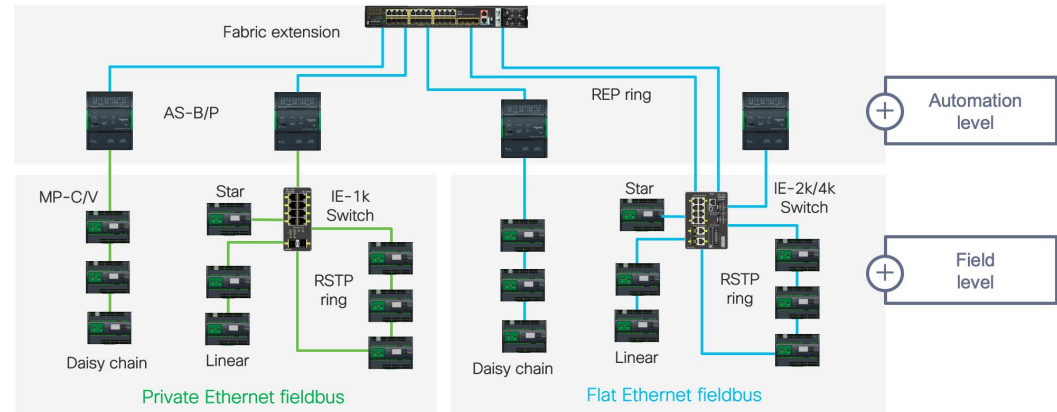 Fabric extension
AS-B/P
REP ring
Automation
level
MP-C/V
Star
IE-1k
Switch
RSTP
ring
Daisy chain
Linear
Private Ethernet fieldbus
Star
IE-2k/4k
Switch
RSTP
ring
Daisy chain
Linear
Flat Ethernet fieldbus
Field
level